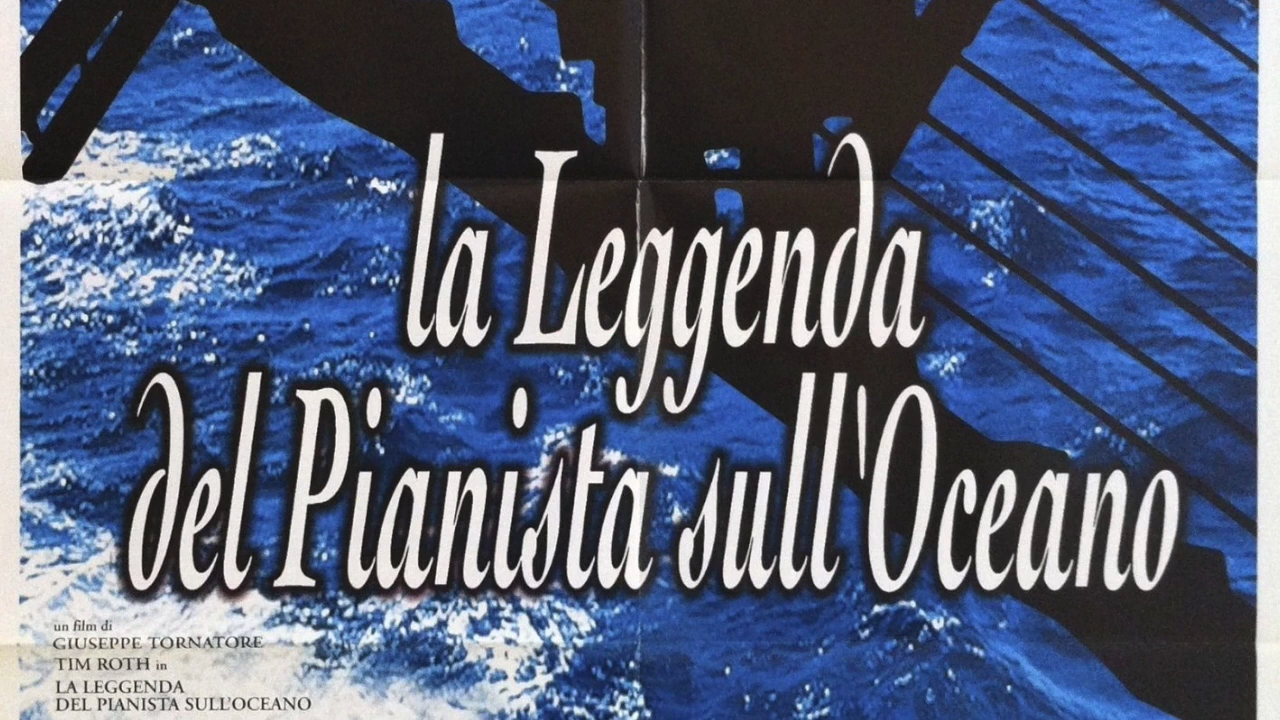 la Leggenda
del Pianista sull'Oceano
un film di
GIUSEPPE TORNATORE
TIM ROTH in
LA LEGGENDA
DEL PIANISTA SULL'OCEANO